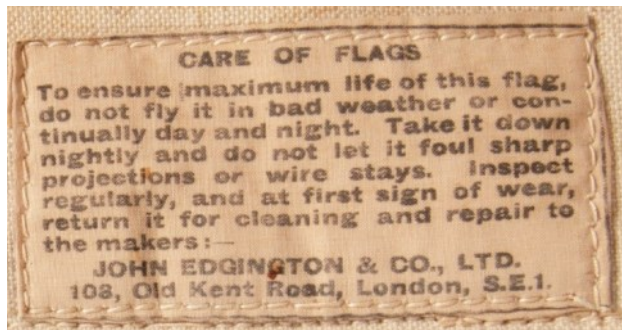 CARE OF FLAGS
To ensure maximum life of this flag,
do not fly it in bad weather or con-
tinually day and night. Take it down
nightly and do not let it foul sharp
projections or wire stays. Inspect
regularly, and at first sign of wear,
return it for cleaning and repair to
the makers:—
JOHN EDGINGTON & CO., LTD.
108, Old Kent Road, London, S.E.1.